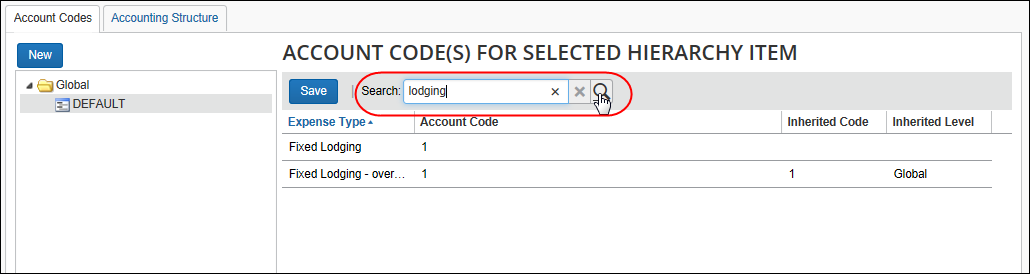 Account Codes Accounting Structure
New
Global
DEFAULT
ACCOUNT CODE(S) FOR SELECTED HIERARCHY ITEM
Save Search: lodging
Expense Type Account Code Inherited Code Inherited Level
Fixed Lodging 1
Fixed Lodging - over... 1 1 Global